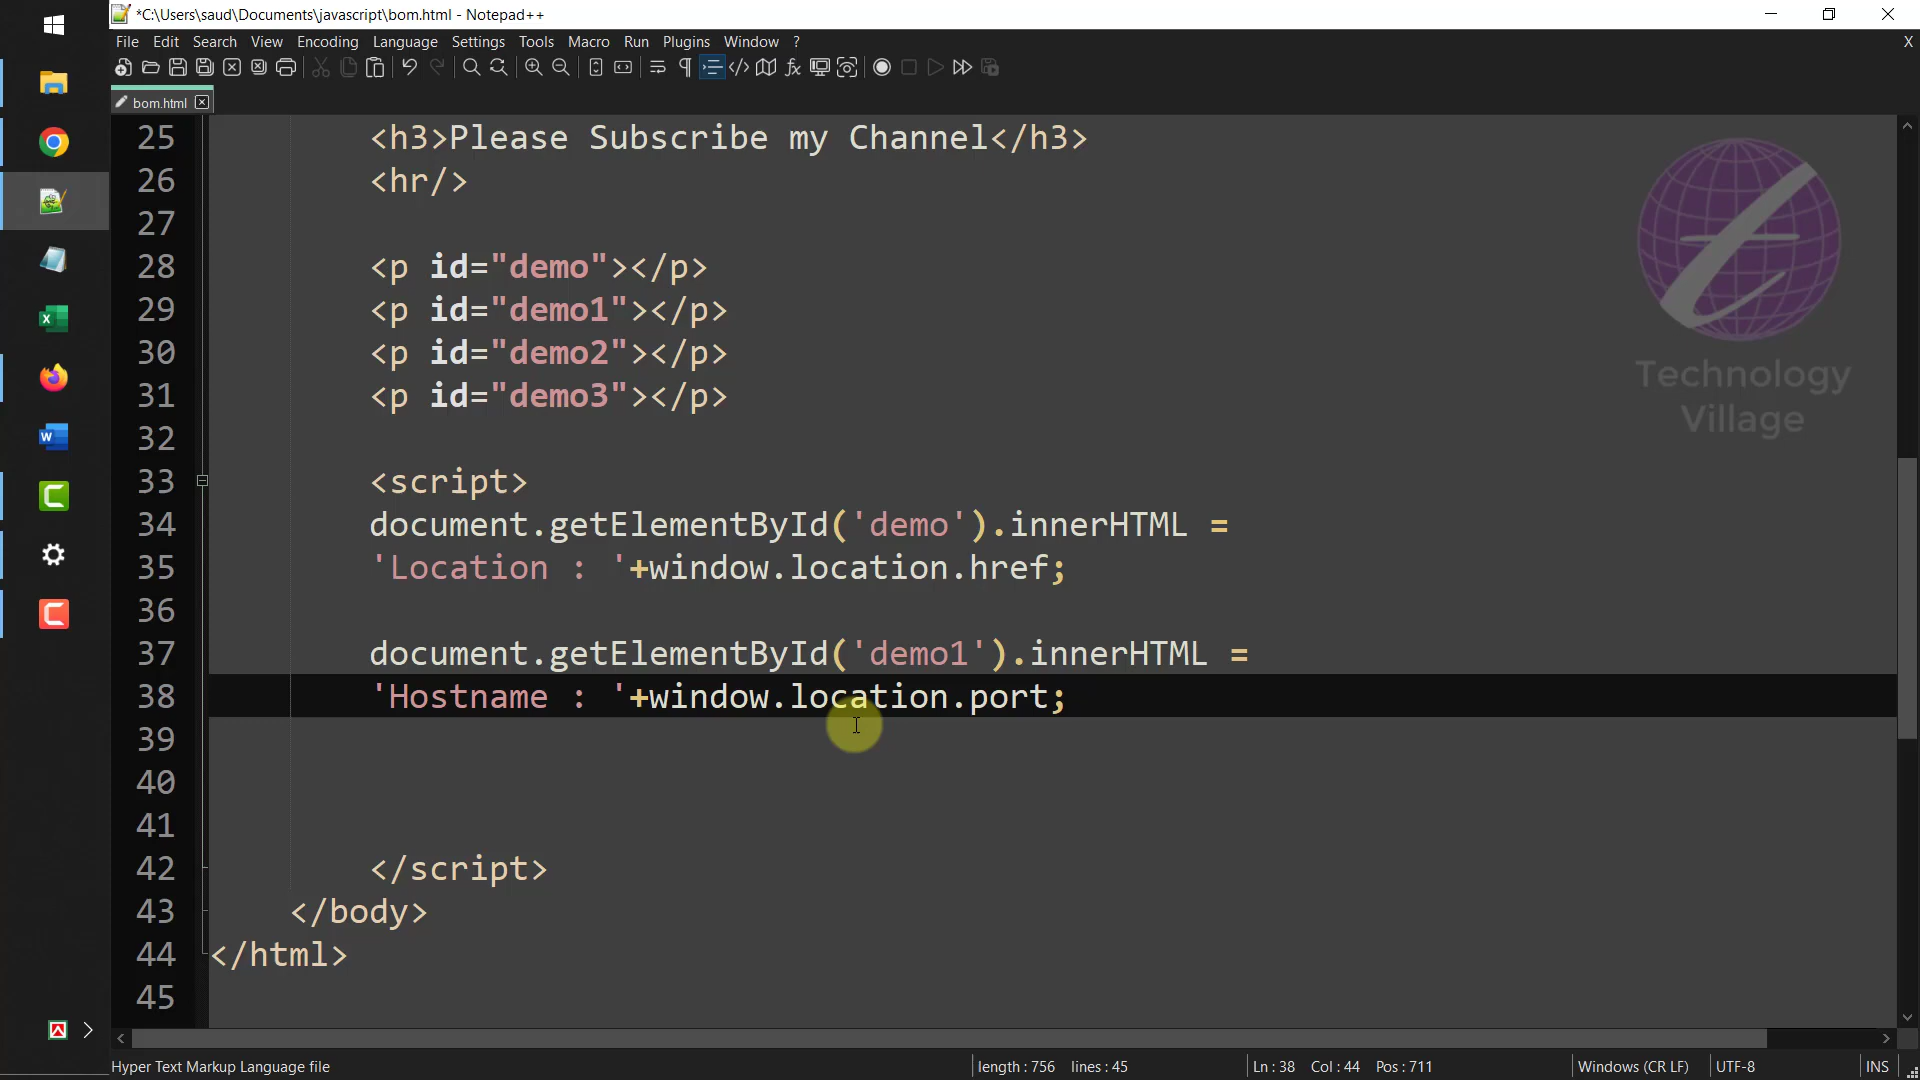 *C:\Users\saud\Documents\javascript\bom.html - Notepad++
File Edit Search View Encoding Language Settings Tools Macro Run Plugins Window ? X
bom.html
25 <h3>Please Subscribe my Channel</h3>
26 <hr/>
27
28 <p id="demo"></p>
29 <p id="demo1"></p>
30 <p id="demo2"></p>
31 <p id="demo3"></p>
32
33 <script>
34 document.getElementById('demo').innerHTML =
35 'Location : '+window.location.href;
36
37 document.getElementById('demo1').innerHTML =
38 'Hostname : '+window.location.port;
39
40
41
42 </script>
43 </body>
44 </html>
45
Technology
Village
Hyper Text Markup Language file length : 756 lines : 45 Ln : 38 Col : 44 Pos : 711 Windows (CR LF) UTF-8 INS